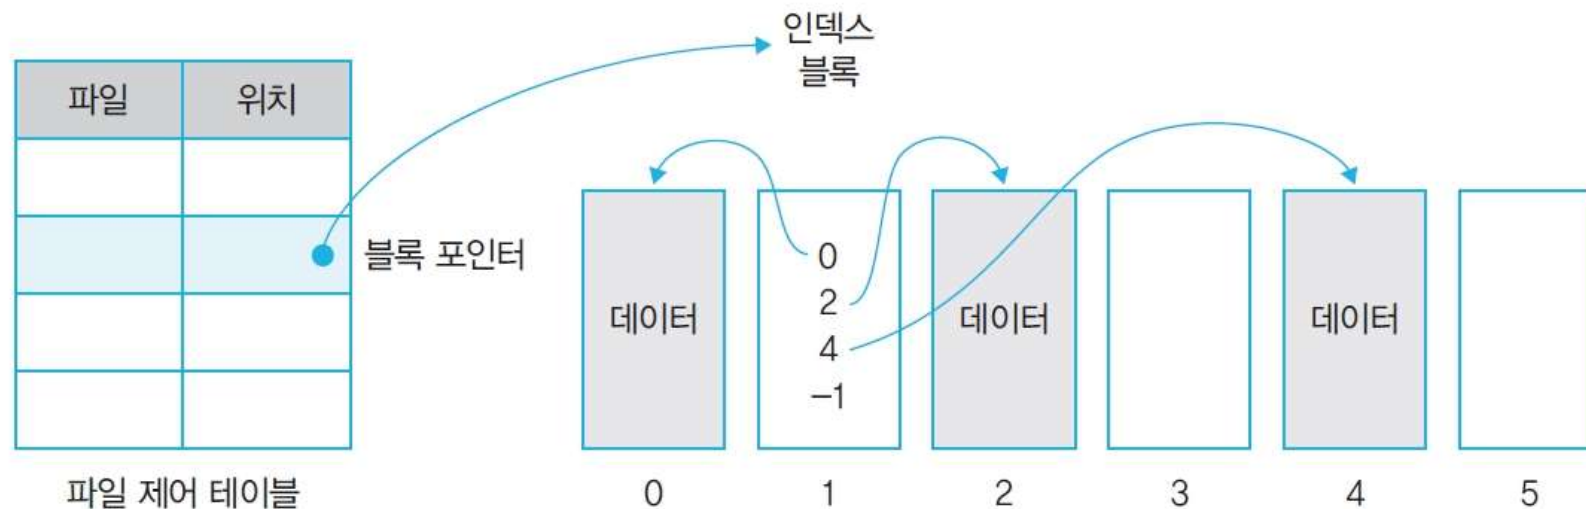 인덱스
블록
파일 위치
블록 포인터
0
2
4
-1
데이터 데이터 데이터
파일 제어 테이블
0 1 2 3 4 5